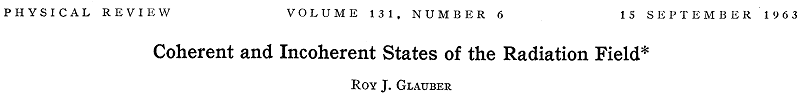 PHYSICAL REVIEW VOLUME 131, NUMBER 6 15 SEPTEMBER 1963
Coherent and Incoherent States of the Radiation Field*
ROY J. GLAUBER